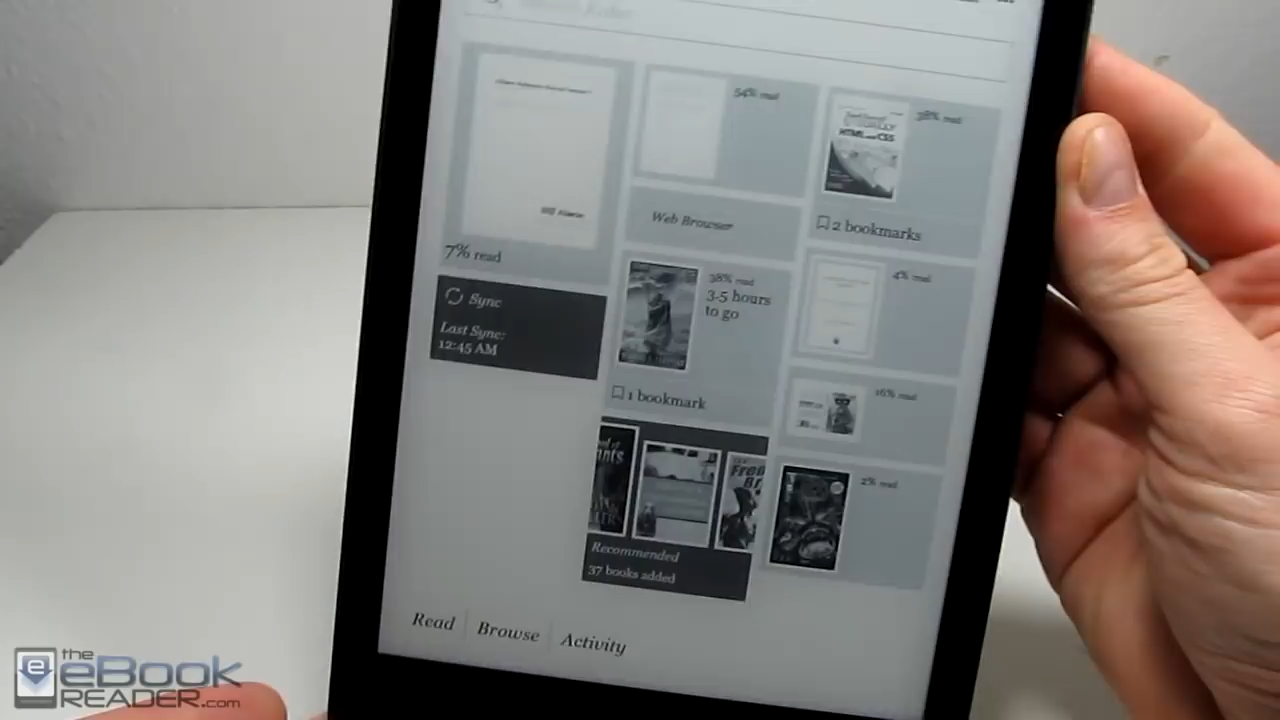 7% read
Sync
Last Sync:
12:45 AM
54% read
Web Browser
38% read
3-5 hours
to go
1 bookmark
Recommended
37 books added
38% read
HTML and CSS
2 bookmarks
4% read
16% read
2% read
Read
Browse
Activity
the
eBook
READER.com